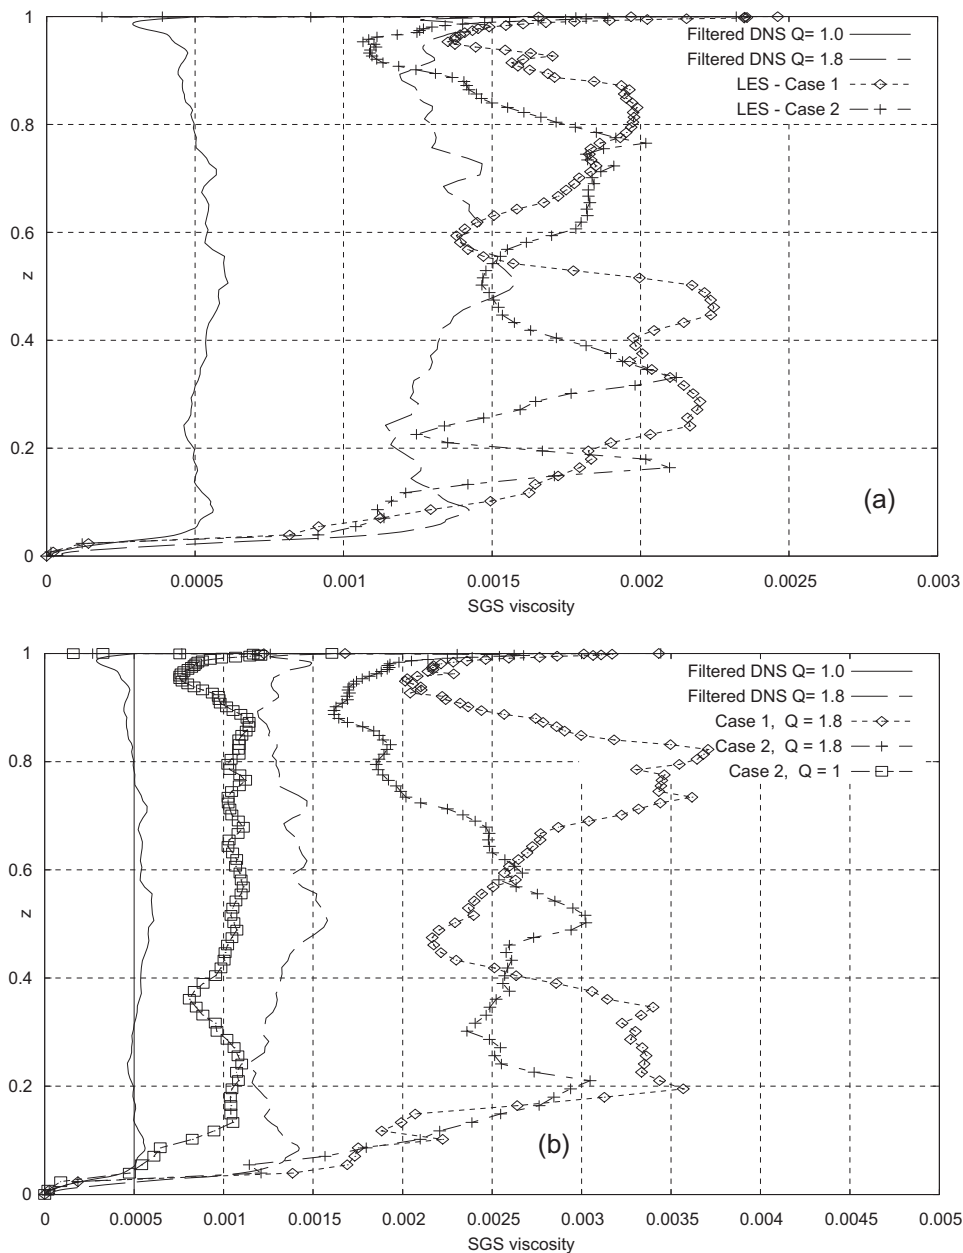 1
Filtered DNS Q= 1.0
Filtered DNS Q = 1.8
LES - Case 1
LES - Case 2
0.8
0.6
z
0.4
0.2
(a)
0
0 0.0005 0.001 0.0015 0.002 0.0025 0.003
SGS viscosity
1
Filtered DNS Q= 1.0
Filtered DNS Q = 1.8
Case 1, Q = 1.8
Case 2, Q = 1.8
Case 2, Q = 1
0.8
0.6
z
0.4
0.2
(b)
0
0 0.0005 0.001 0.0015 0.002 0.0025 0.003 0.0035 0.004 0.0045 0.005
SGS viscosity